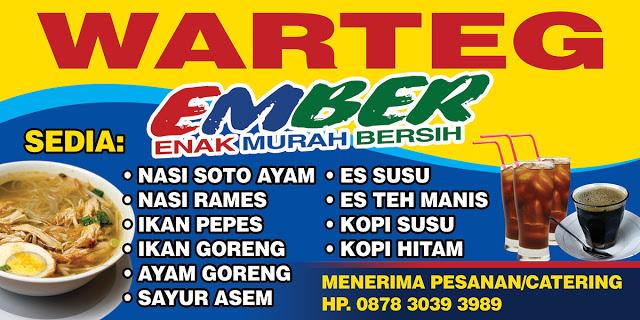 WARTEG
EMBER
ENAK MURAH BERSIH
SEDIA:
• NASI SOTO AYAM
• NASI RAMES
• IKAN PEPES
• IKAN GORENG
• AYAM GORENG
• SAYUR ASEM
• ES SUSU
• ES TEH MANIS
• KOPI SUSU
• KOPI HITAM
MENERIMA PESANAN/CATERING
HP. 0878 3039 3989